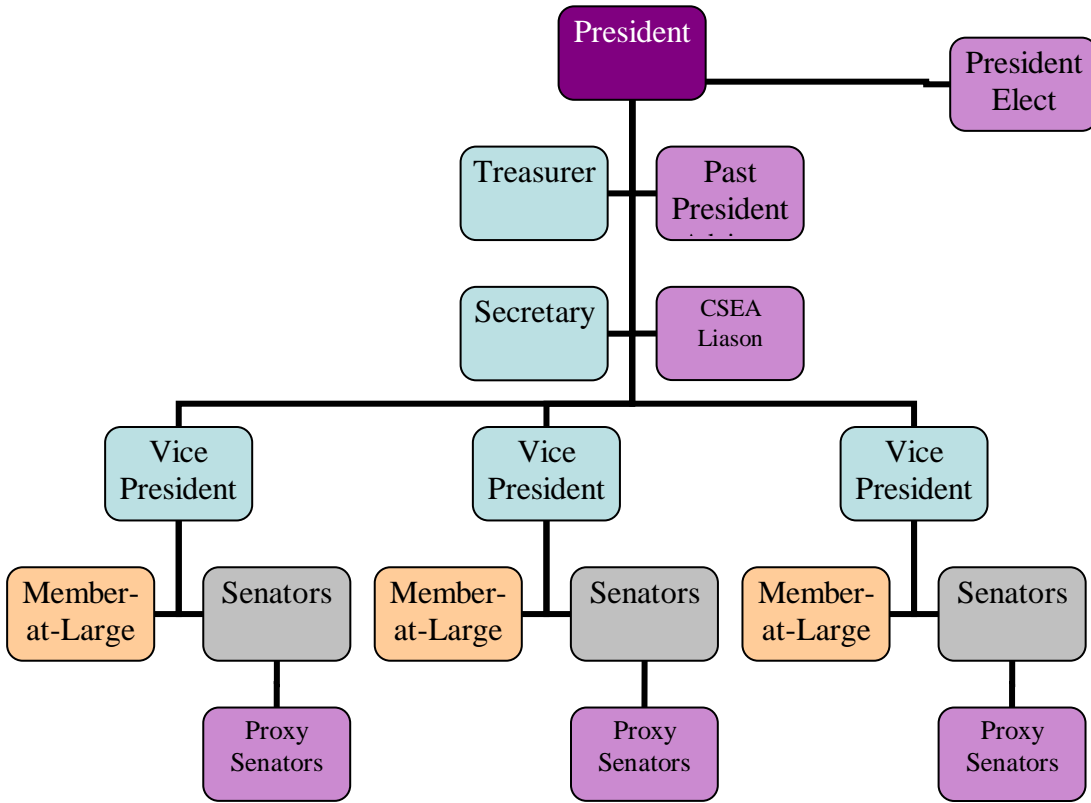 President
President
Elect
Treasurer
Past
President
Secretary
CSEA
Liason
Vice
President
Vice
President
Vice
President
Member-
at-Large
Senators
Member-
at-Large
Senators
Member-
at-Large
Senators
Proxy
Senators
Proxy
Senators
Proxy
Senators